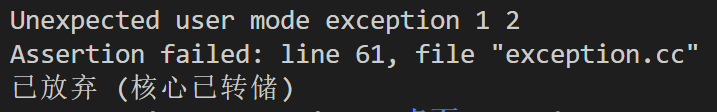 Unexpected user mode exception 1 2
Assertion failed: line 61, file "exception.cc"
已放弃 (核心已转储)